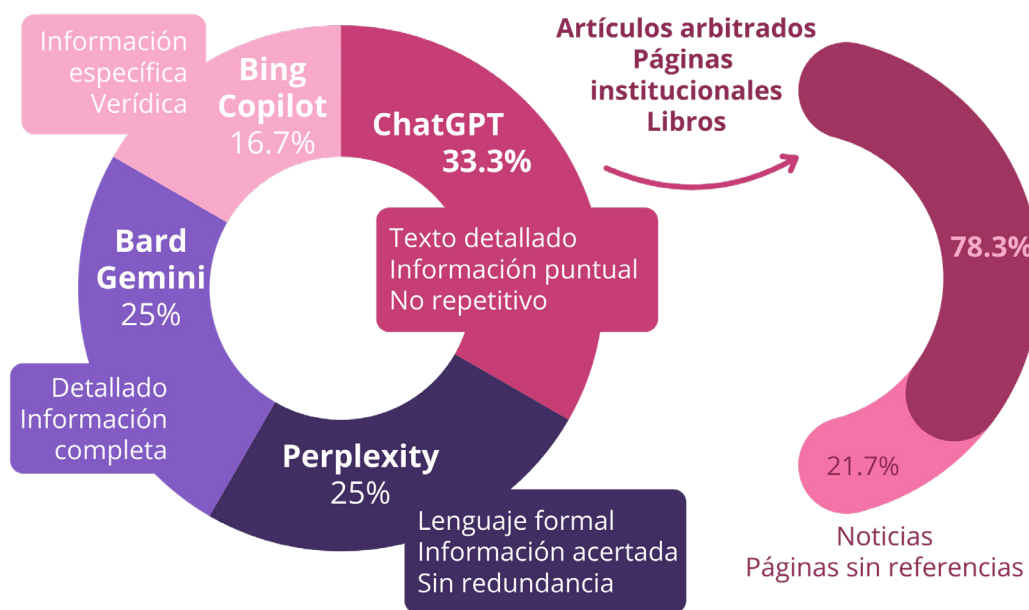 Información
específica
Verídica
Bing
Copilot
16.7%
ChatGPT
33.3%
Texto detallado
Información puntual
No repetitivo
Bard
Gemini
25%
Detallado
Información
completa
Perplexity
25%
Lenguaje formal
Información acertada
Sin redundancia
Artículos arbitrados
Páginas
institucionales
Libros
78.3%
21.7%
Noticias
Páginas sin referencias